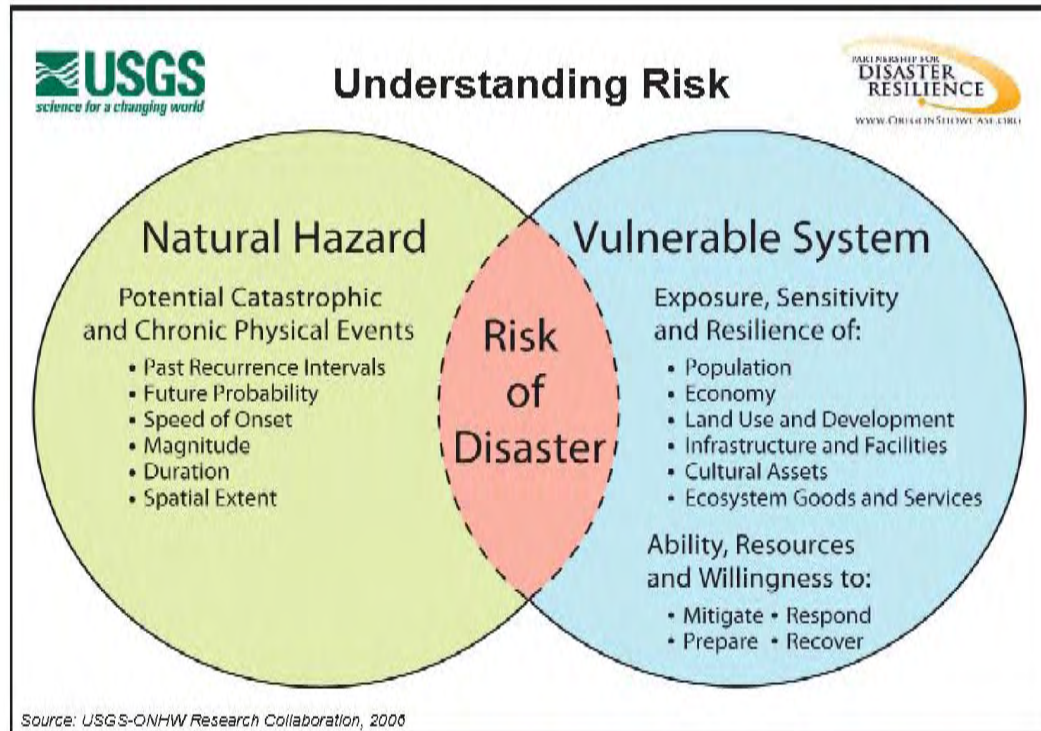 USGS
science for a changing world
Understanding Risk
PARTNERSHIP FOR
DISASTER
RESILIENCE
WWW.OREGONSHOWCASE.ORG
Natural Hazard
Potential Catastrophic
and Chronic Physical Events
• Past Recurrence Intervals
• Future Probability
• Speed of Onset
• Magnitude
• Duration
• Spatial Extent
Risk
of
Disaster
Vulnerable System
Exposure, Sensitivity
and Resilience of:
• Population
• Economy
• Land Use and Development
• Infrastructure and Facilities
• Cultural Assets
• Ecosystem Goods and Services
Ability, Resources
and Willingness to:
• Mitigate • Respond
• Prepare • Recover
Source: USGS-ONHW Research Collaboration, 2006